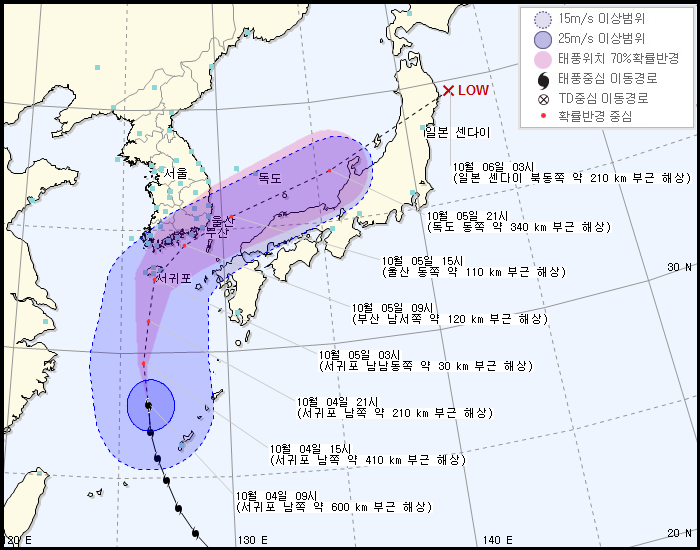 15m/s 이상범위
25m/s 이상범위
태풍위치 70%확률반경
태풍중심 이동경로
TD중심 이동경로
확률반경 중심
LOW
일본 센다이
서울
독도
울산
부산
서귀포
10월 06일 03시
(일본 센다이 북동쪽 약 210 km 부근 해상)
10월 05일 21시
(독도 동쪽 약 340 km 부근 해상)
10월 05일 15시
(울산 동쪽 약 110 km 부근 해상)
30 N
10월 05일 09시
(부산 남서쪽 약 120 km 부근 해상)
10월 05일 03시
(서귀포 남남동쪽 약 30 km 부근 해상)
10월 04일 21시
(서귀포 남쪽 약 210 km 부근 해상)
10월 04일 15시
(서귀포 남쪽 약 410 km 부근 해상)
10월 04일 09시
(서귀포 남쪽 약 600 km 부근 해상)
120 E
130 E
140 E
20 N